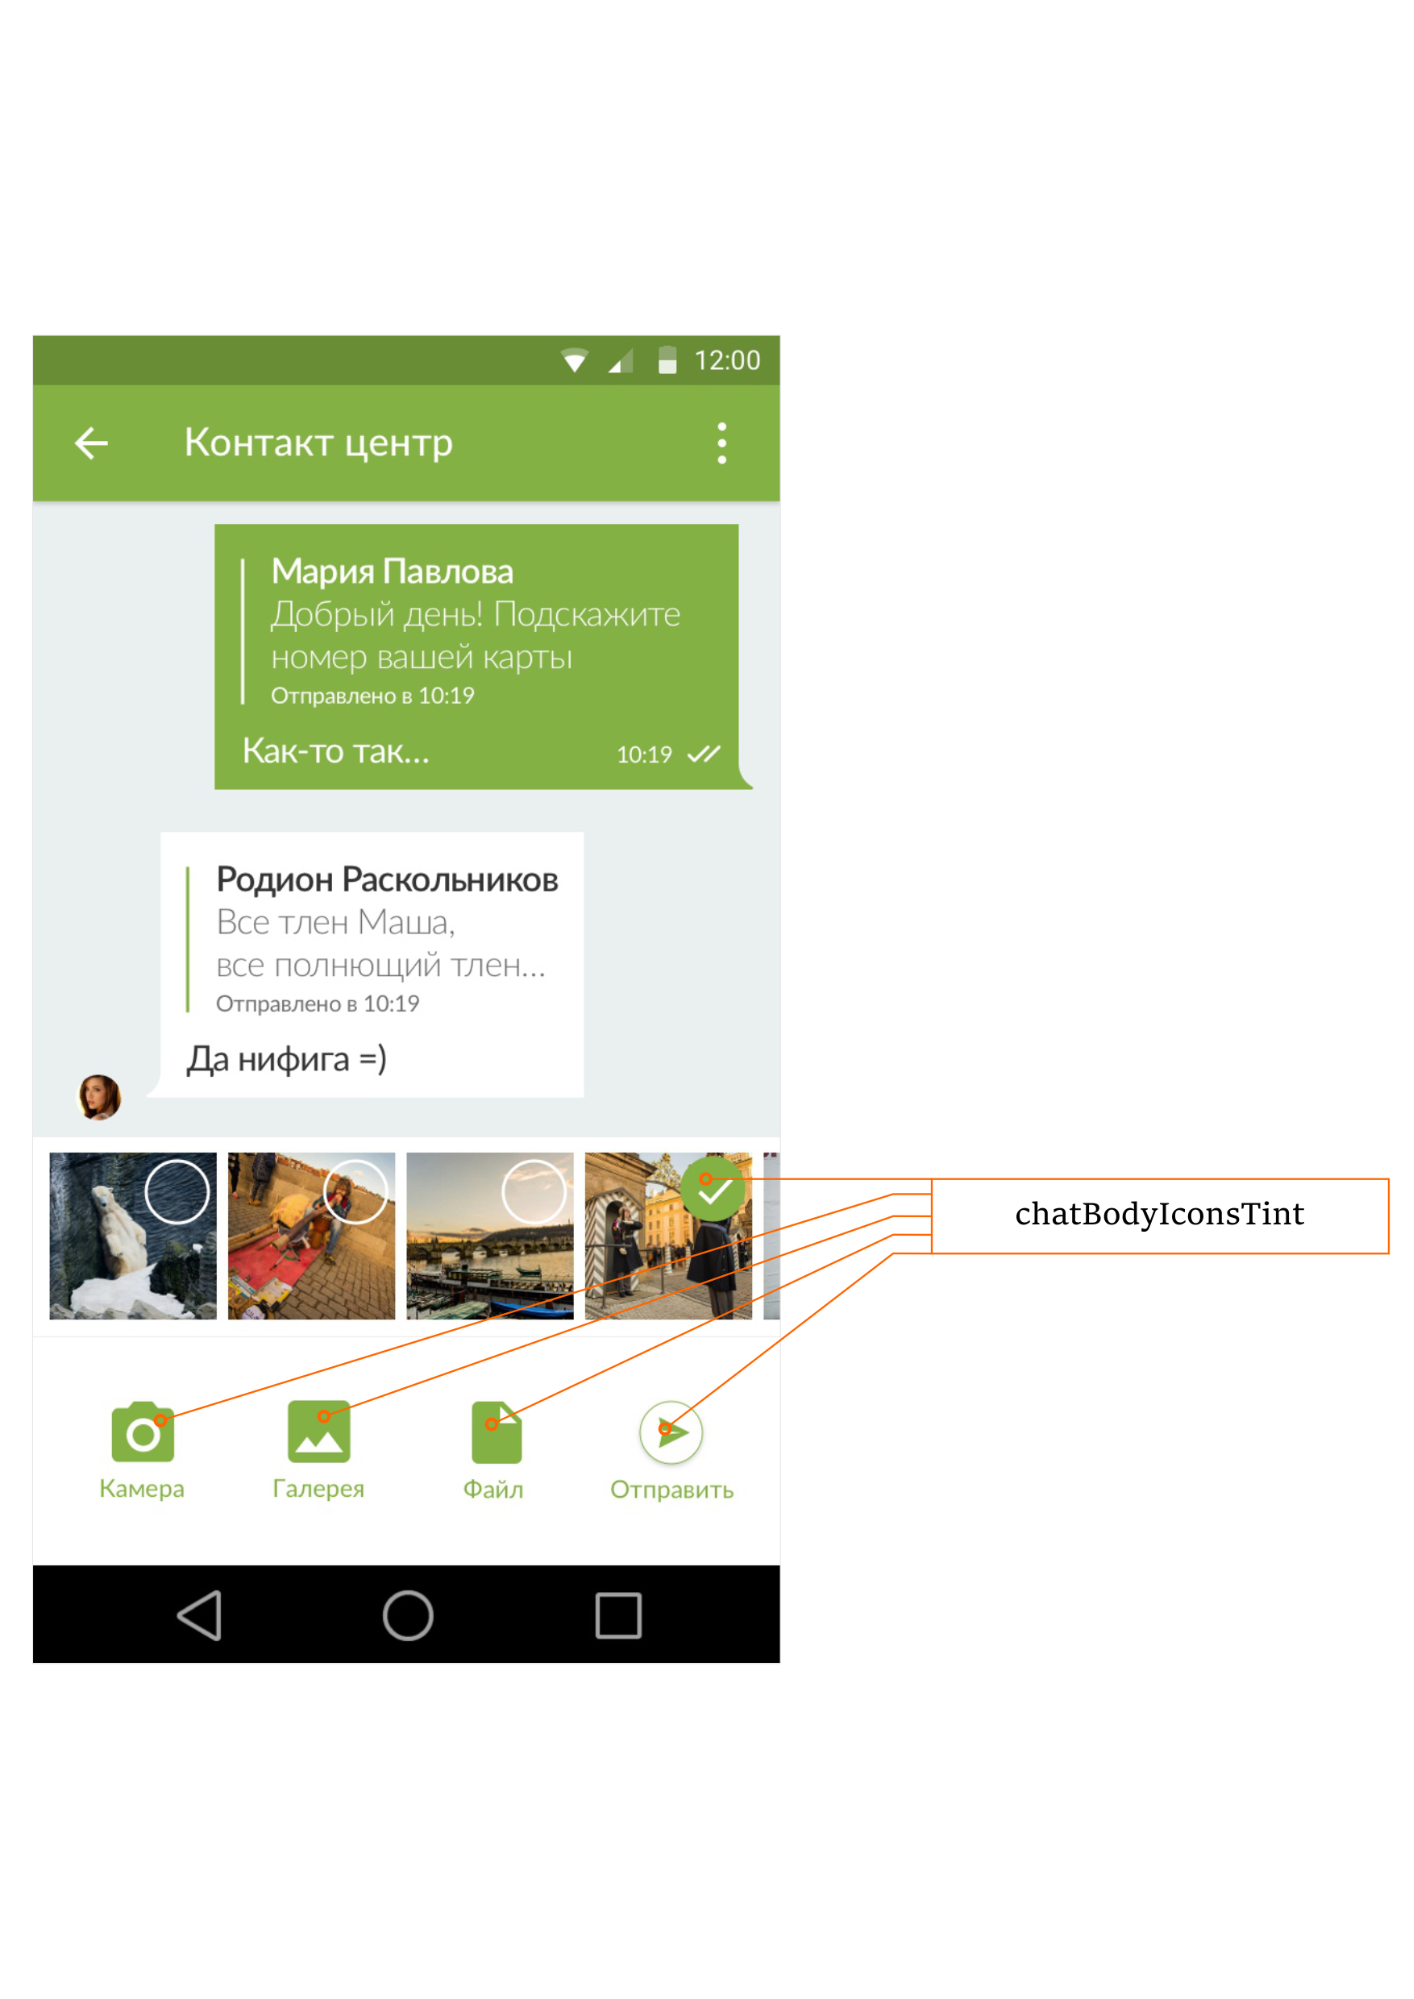 12:00
Контакт центр
Мария Павлова
Добрый день! Подскажите
номер вашей карты
Отправлено в 10:19
Как-то так...
10:19
Родион Раскольников
Все тлен Маша,
все полнющий тлен...
Отправлено в 10:19
Да нифига =)
chatBodyIconsTint
Камера
Галерея
Файл
Отправить